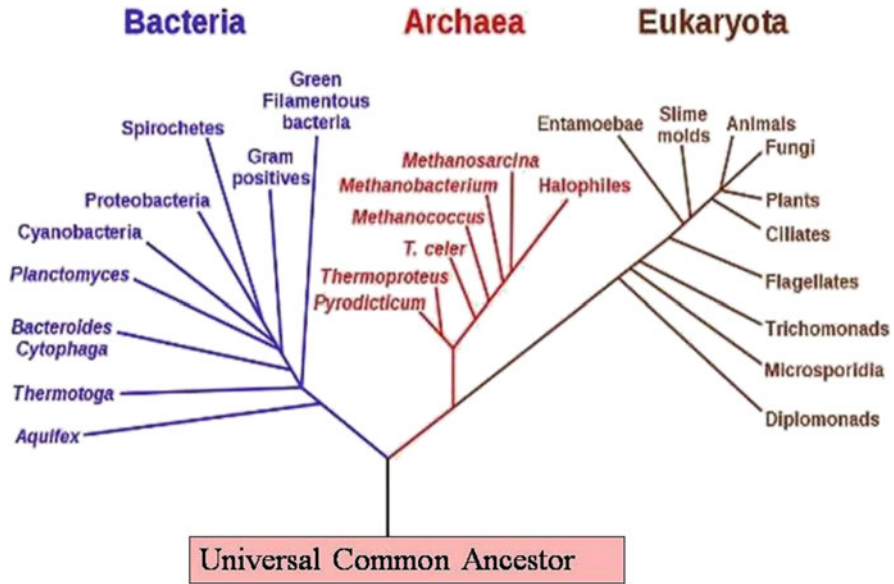 Bacteria
Archaea
Eukaryota
Green
Filamentous
bacteria
Spirochetes
Gram
positives
Proteobacteria
Cyanobacteria
Planctomyces
Bacteroides
Cytophaga
Thermotoga
Aquifex
Methanosarcina
Methanobacterium
Halophiles
Methanococcus
T. celer
Thermoproteus
Pyrodicticum
Entamoebae
Slime
molds
Animals
Fungi
Plants
Ciliates
Flagellates
Trichomonads
Microsporidia
Diplomonads
Universal Common Ancestor